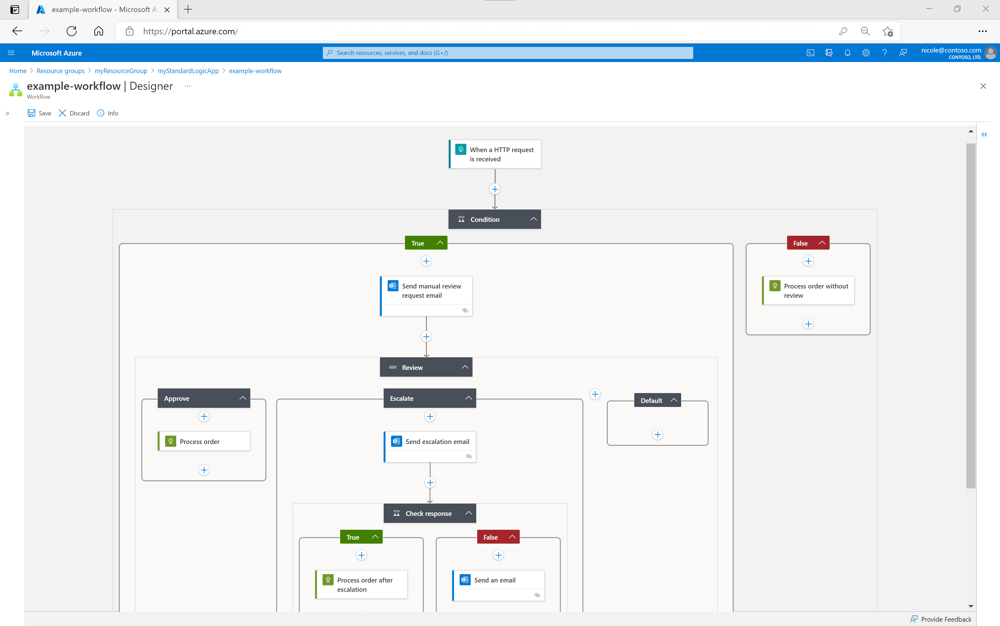 example-workflow - Microsoft A
https://portal.azure.com/
Microsoft Azure
Search resources, services, and docs (G+/)
nicole@contoso.com
CONTOSO, LTD.
Home > Resource groups > myResourceGroup > myStandardLogicApp > example-workflow
example-workflow | Designer ...
Workflow
Save Discard Info
When a HTTP request
is received
Condition
True
False
Send manual review
request email
Process order without
review
Review
Approve
Escalate
Default
Process order
Send escalation email
Check response
True
False
Process order after
escalation
Send an email
Provide Feedback